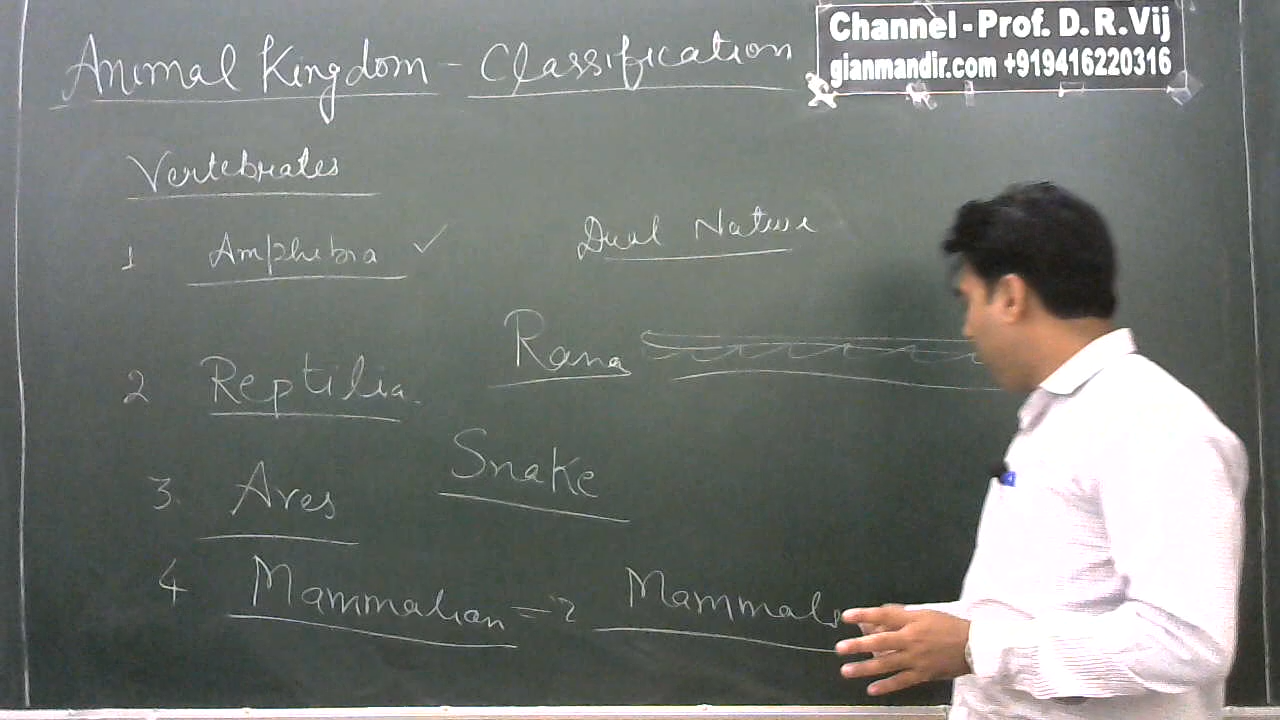 Channel - Prof. D. R. Vij
gianmandir.com +919416220316
Animal Kingdom - Classification
Vertebrates
1 Amphibia ✓ Dual Nature
Rana
2 Reptilia.
Snake
3. Aves
4 Mammalian => Mammals